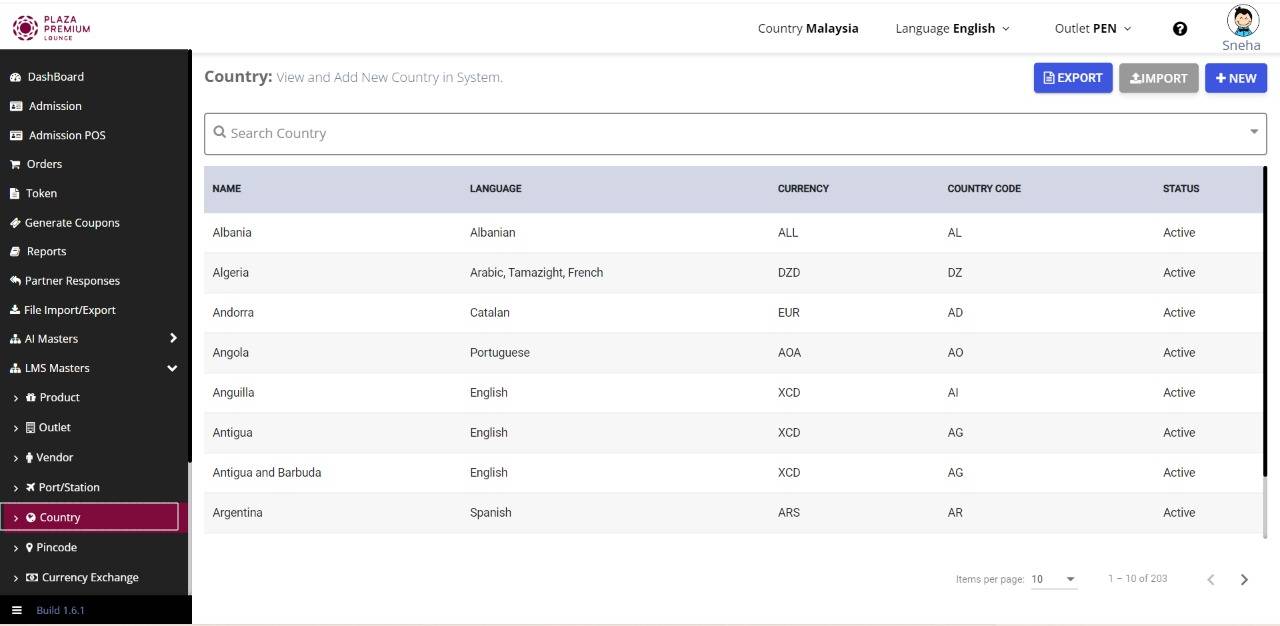 PLAZA
PREMIUM
LOUNGE
Country Malaysia
Language English
Outlet PEN
Sneha
DashBoard
Admission
Admission POS
Orders
Token
Generate Coupons
Reports
Partner Responses
File Import/Export
AI Masters
LMS Masters
Product
Outlet
Vendor
Port/Station
Country
Pincode
Currency Exchange
Build 1.6.1
Country: View and Add New Country in System.
EXPORT IMPORT + NEW
Search Country
NAME LANGUAGE CURRENCY COUNTRY CODE STATUS
Albania Albanian ALL AL Active
Algeria Arabic, Tamazight, French DZD DZ Active
Andorra Catalan EUR AD Active
Angola Portuguese AOA AO Active
Anguilla English XCD AI Active
Antigua English XCD AG Active
Antigua and Barbuda English XCD AG Active
Argentina Spanish ARS AR Active
Items per page: 10 1 – 10 of 203